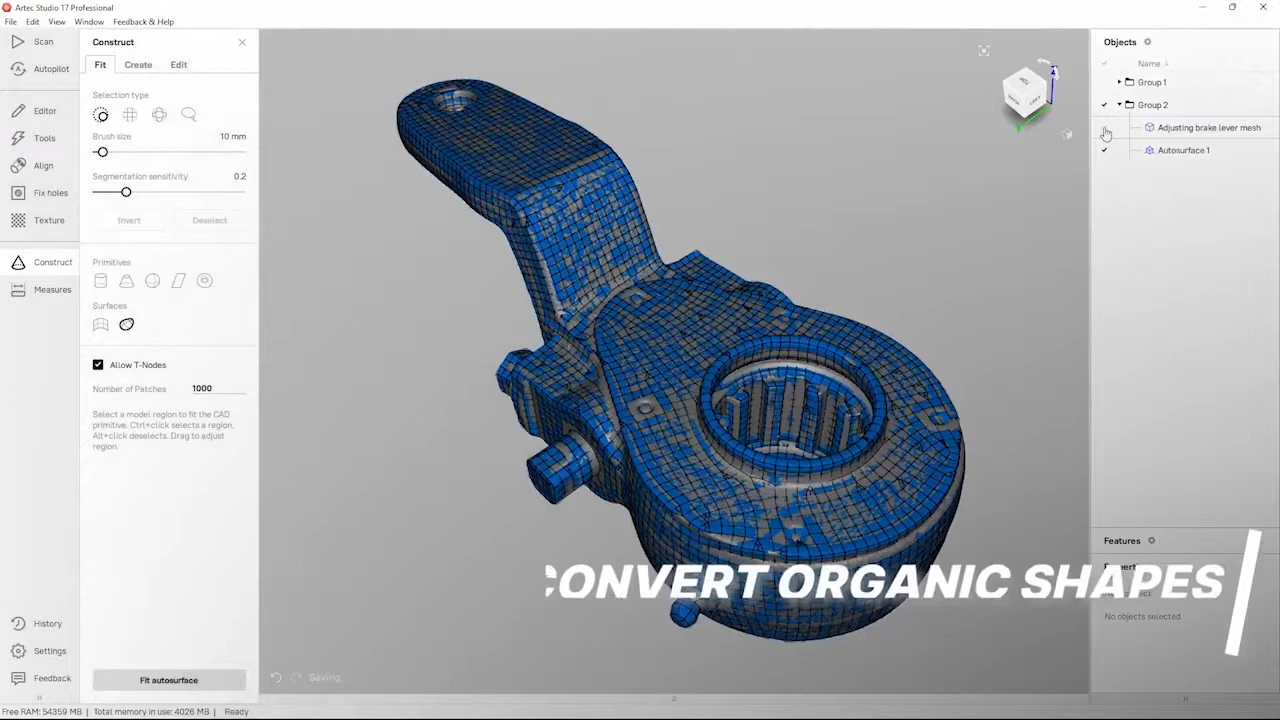 Artec Studio 17 Professional
File Edit View Window Feedback & Help
Scan
Autopilot
Editor
Tools
Align
Fix holes
Texture
Construct
Measures
History
Settings
Feedback
Construct
Fit Create Edit
Selection type
Brush size 10 mm
Segmentation sensitivity 0.2
Invert Deselect
Primitives
Surfaces
Allow T-Nodes
Number of Patches 1000
Select a model region to fit the CAD
primitive. Ctrl+click selects a region,
Alt+click deselects. Drag to adjust
region.
Fit autosurface
Saving...
CONVERT ORGANIC SHAPES
Objects
Name
Group 1
Group 2
Adjusting brake lever mesh
Autosurface 1
Features
No objects selected
Free RAM: 54359 MB | Total memory in use: 4026 MB | Ready